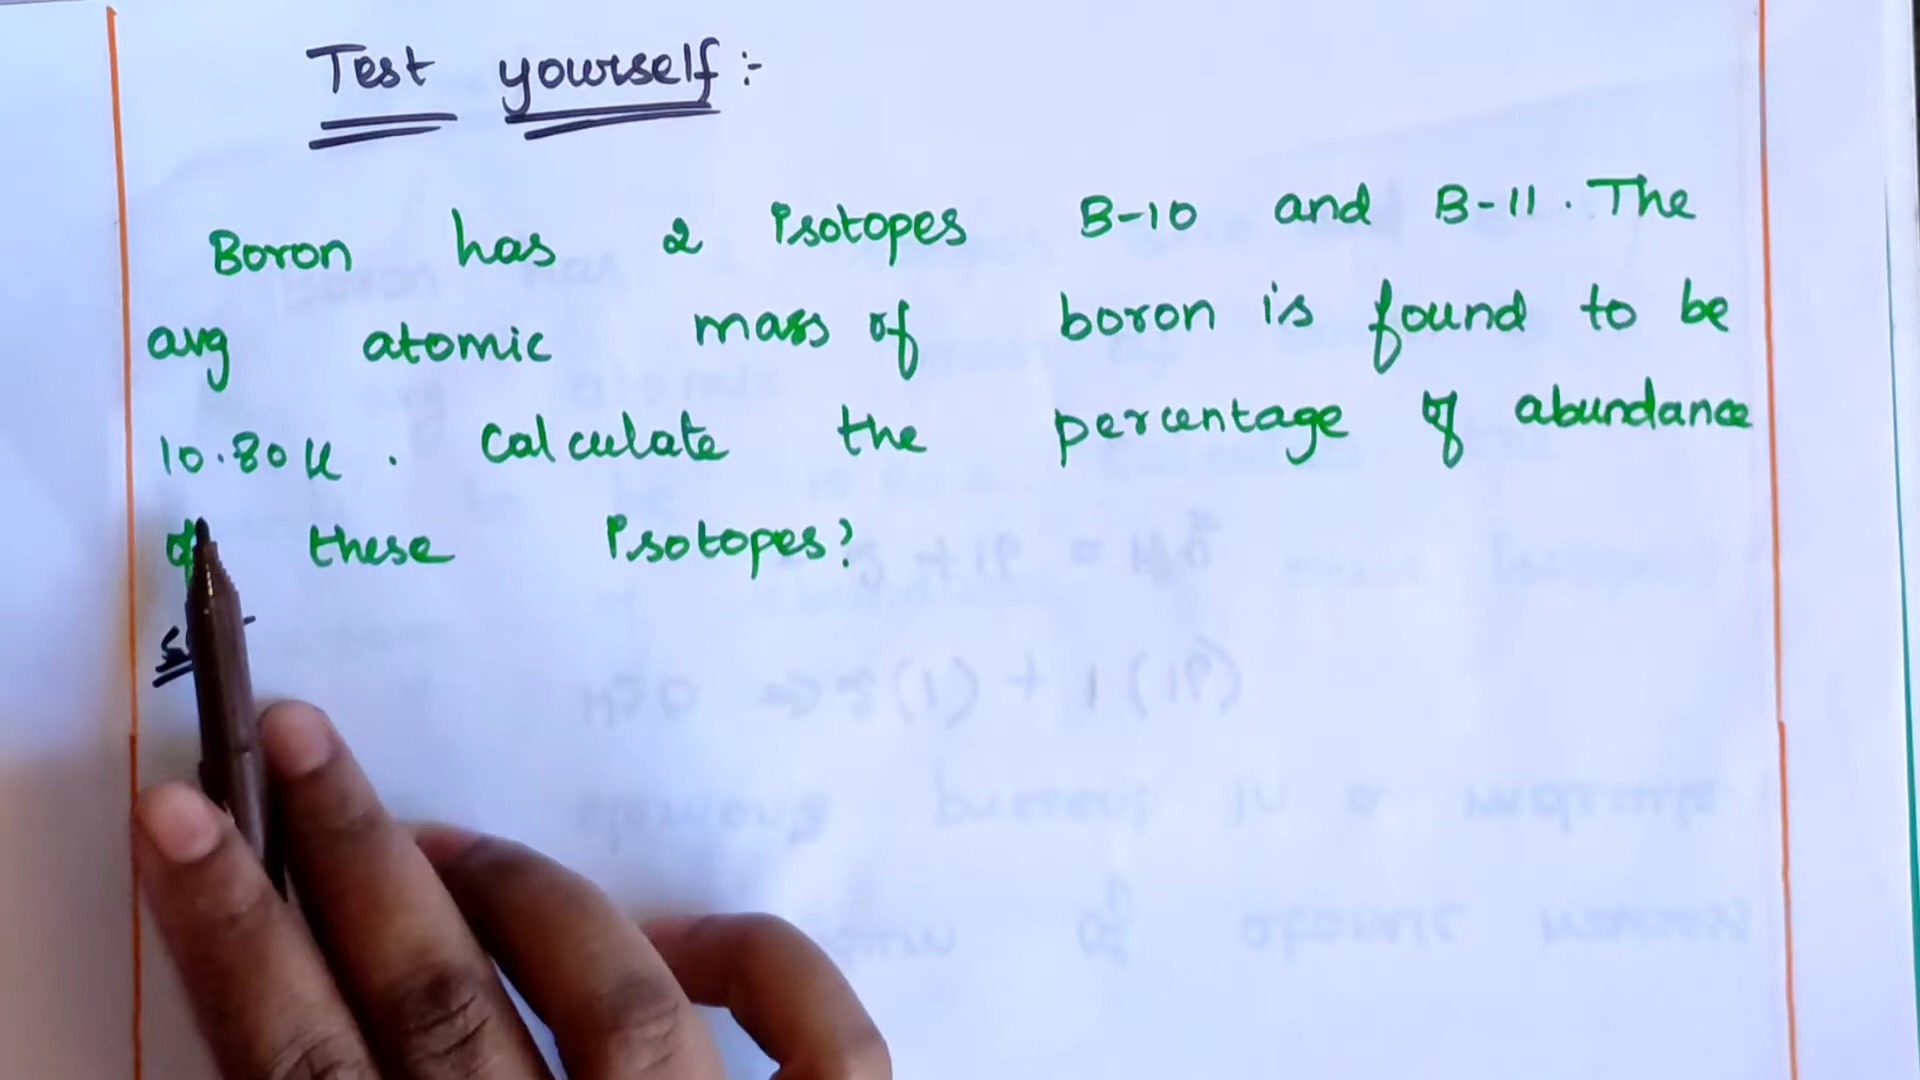 Test yourself :-
Boron has 2 isotopes B-10 and B-11. The
avg atomic mass of boron is found to be
10.80u. Calculate the percentage of abundance
of these isotopes?